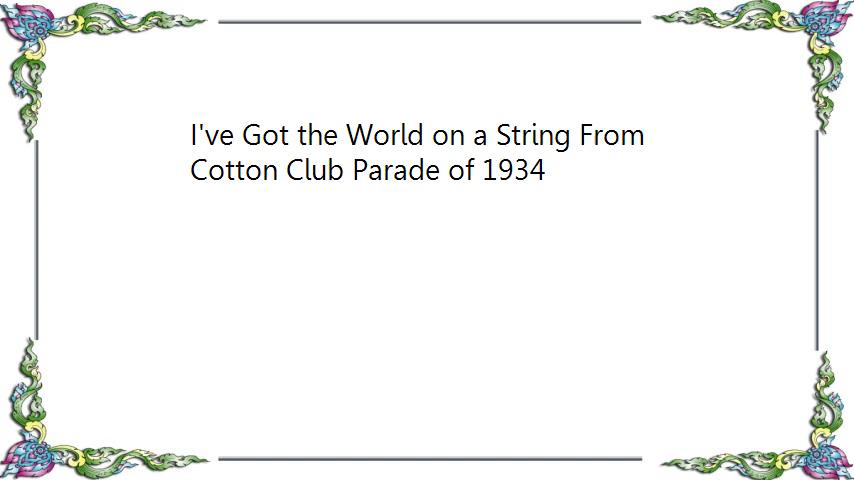 I've Got the World on a String From
Cotton Club Parade of 1934